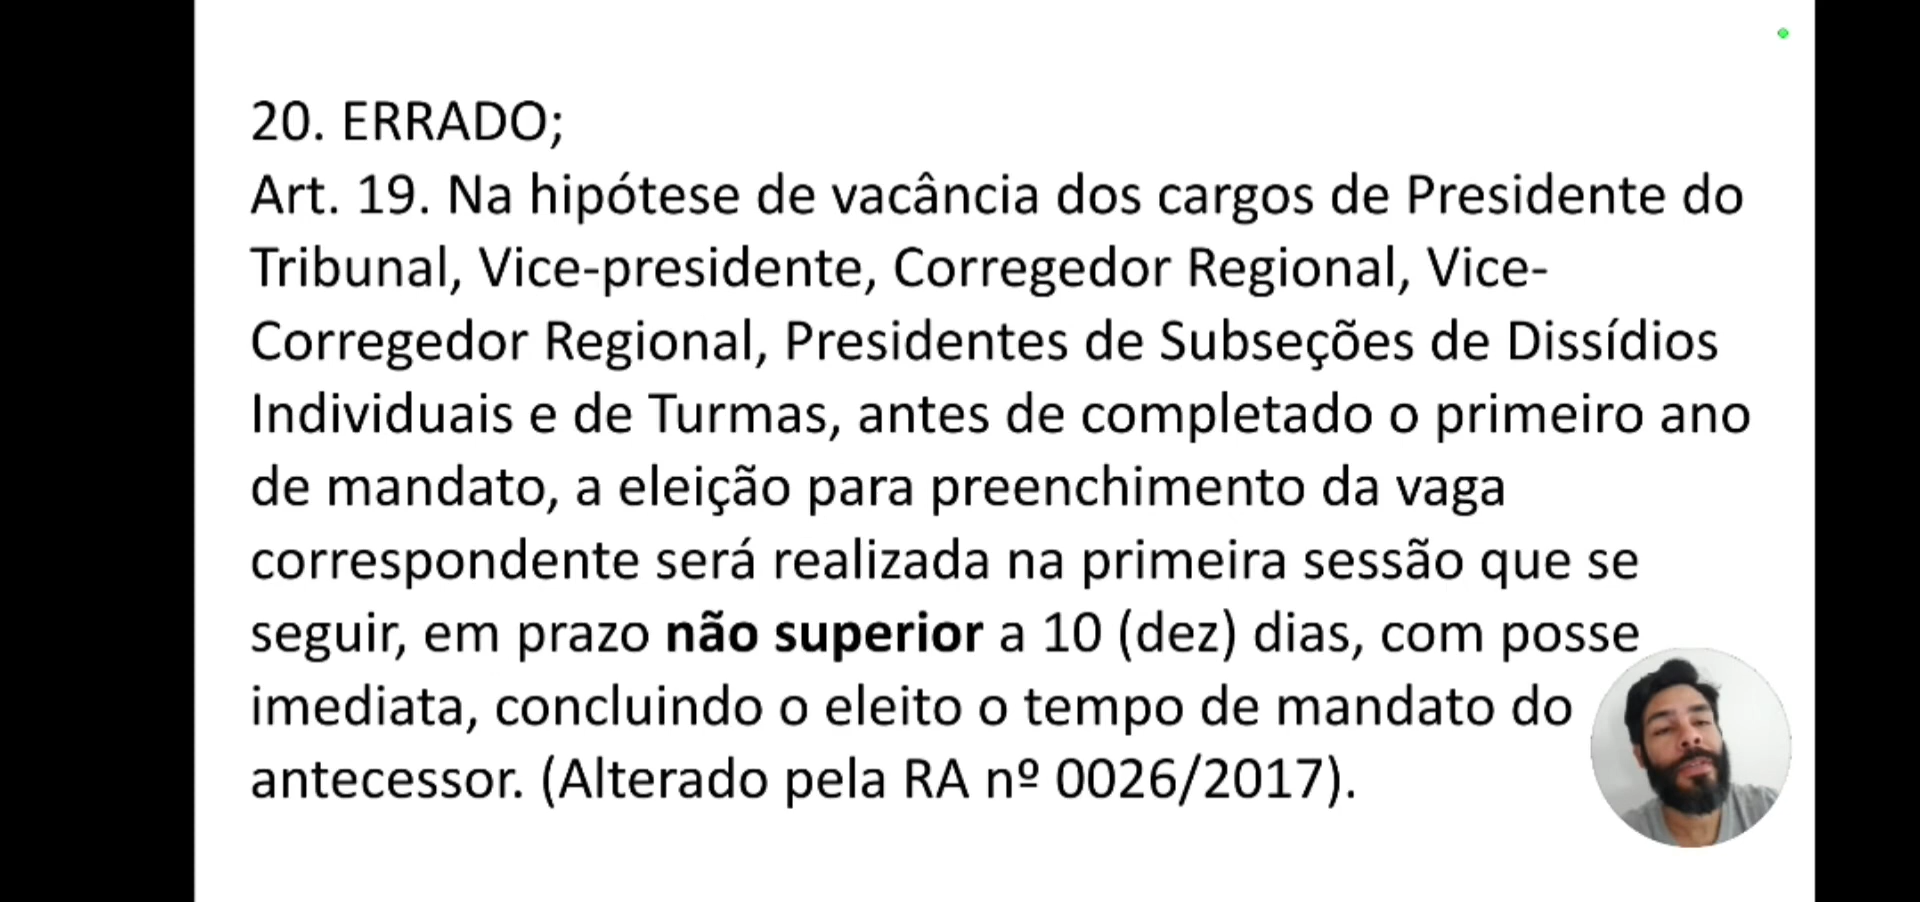 20. ERRADO;
Art. 19. Na hipótese de vacância dos cargos de Presidente do
Tribunal, Vice-presidente, Corregedor Regional, Vice-
Corregedor Regional, Presidentes de Subseções de Dissídios
Individuais e de Turmas, antes de completado o primeiro ano
de mandato, a eleição para preenchimento da vaga
correspondente será realizada na primeira sessão que se
seguir, em prazo não superior a 10 (dez) dias, com posse
imediata, concluindo o eleito o tempo de mandato do
antecessor. (Alterado pela RA nº 0026/2017).